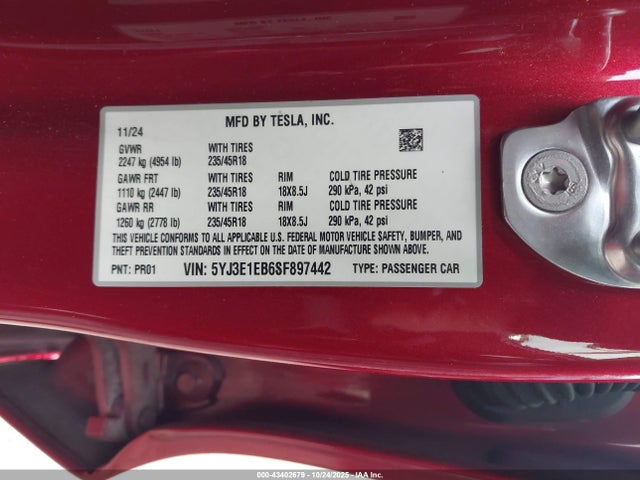 MFD BY TESLA, INC.
11/24
GVWR WITH TIRES
2247 kg (4954 lb) 235/45R18
GAWR FRT WITH TIRES RIM COLD TIRE PRESSURE
1110 kg (2447 lb) 235/45R18 18X8.5J 290 kPa, 42 psi
GAWR RR WITH TIRES RIM COLD TIRE PRESSURE
1260 kg (2778 lb) 235/45R18 18X8.5J 290 kPa, 42 psi
THIS VEHICLE CONFORMS TO ALL U.S. FEDERAL MOTOR VEHICLE SAFETY, BUMPER, AND
THEFT PREVENTION STANDARDS IN EFFECT ON THE DATE OF MANUFACTURE SHOWN ABOVE.
PNT: PR01 VIN: 5YJ3E1EB6SF897442 TYPE: PASSENGER CAR
000-43402679 - 10/24/2025 - IAA Inc.